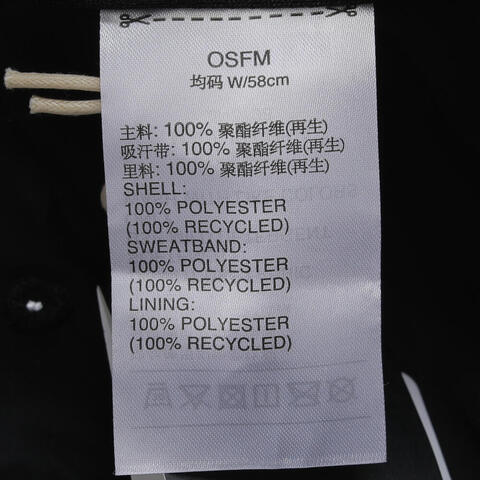 OSFM
均码 W/58cm
主料: 100% 聚酯纤维(再生)
吸汗带: 100% 聚酯纤维(再生)
里料: 100% 聚酯纤维(再生)
SHELL:
100% POLYESTER
(100% RECYCLED)
SWEATBAND:
100% POLYESTER
(100% RECYCLED)
LINING:
100% POLYESTER
(100% RECYCLED)